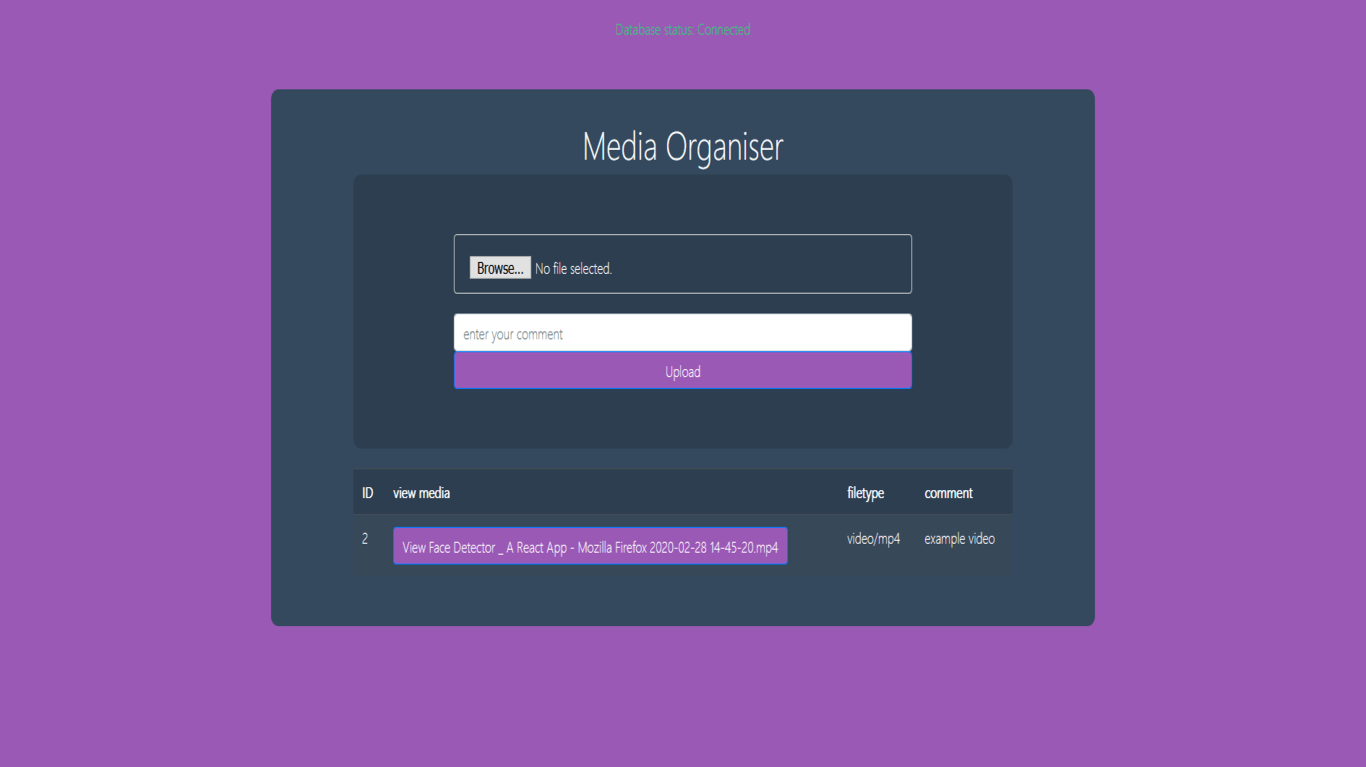 Database status: Connected
Media Organiser
Browse... No file selected.
enter your comment
Upload
ID view media filetype comment
2 View Face Detector _ A React App - Mozilla Firefox 2020-02-28 14-45-20.mp4 video/mp4 example video